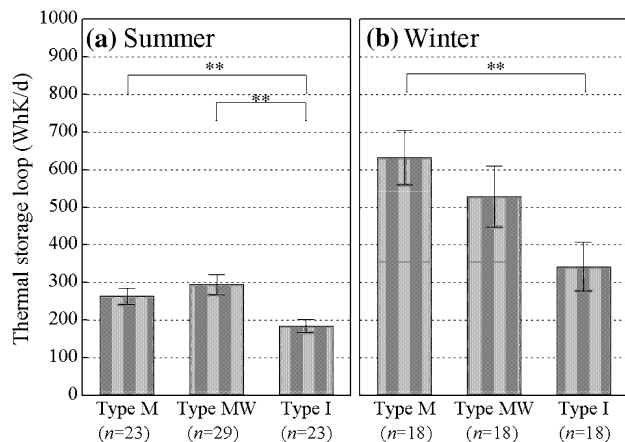 Thermal storage loop (WhK/d)
1000
900
800
700
600
500
400
300
200
100
0
(a) Summer
**
**
Type M
(n=23)
Type MW
(n=29)
Type I
(n=23)
(b) Winter
**
Type M
(n=18)
Type MW
(n=18)
Type I
(n=18)